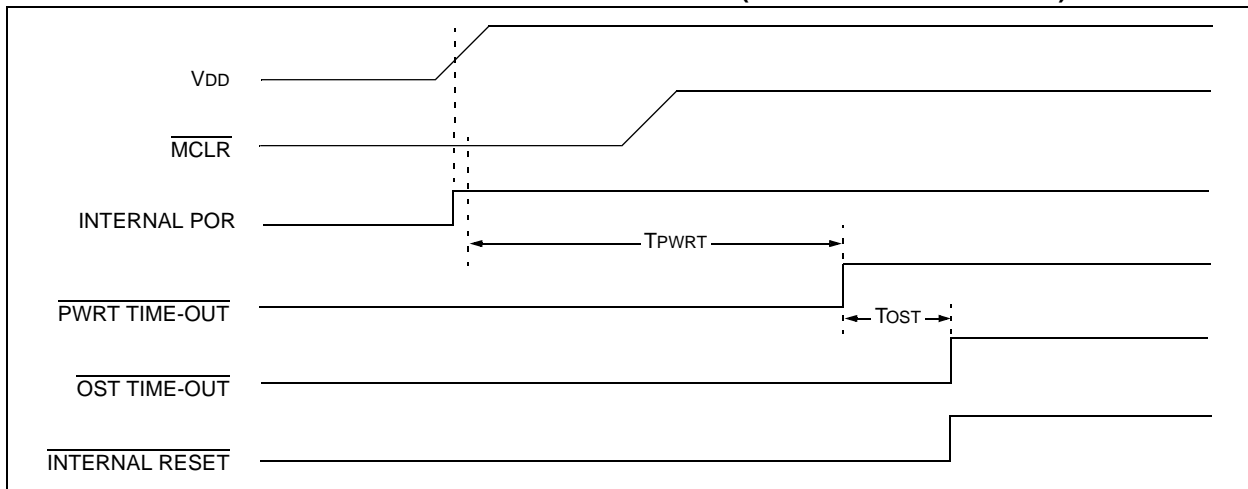 VDD
MCLR
INTERNAL POR
TPWRT
PWRT TIME-OUT
TOST
OST TIME-OUT
INTERNAL RESET